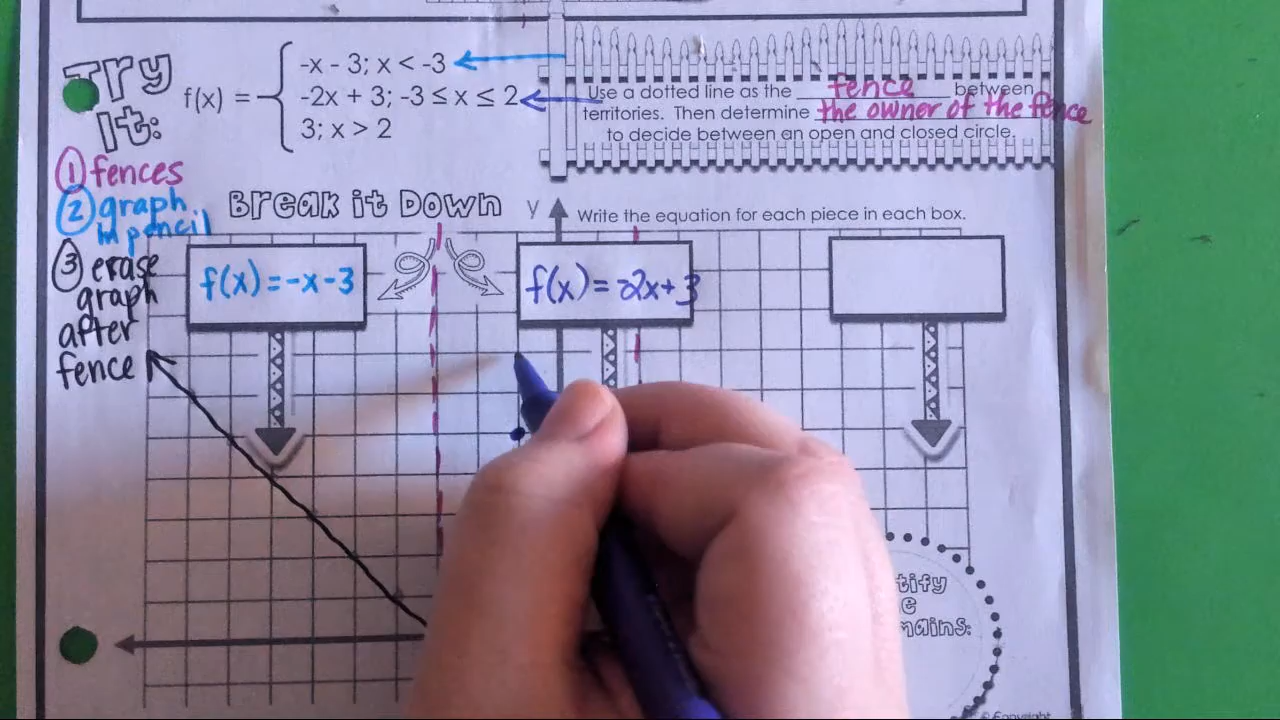 Try
It:
f(x) =
-x - 3; x < -3
-2x + 3; -3 ≤ x ≤ 2
3; x > 2
Use a dotted line as the fence between
territories. Then determine the owner of the fence
to decide between an open and closed circle.
① fences
② graph
in pencil
③ erase
graph
after
fence
Break it Down
y
Write the equation for each piece in each box.
f(x) = -x-3
f(x) = -2x+3
tify
mains: